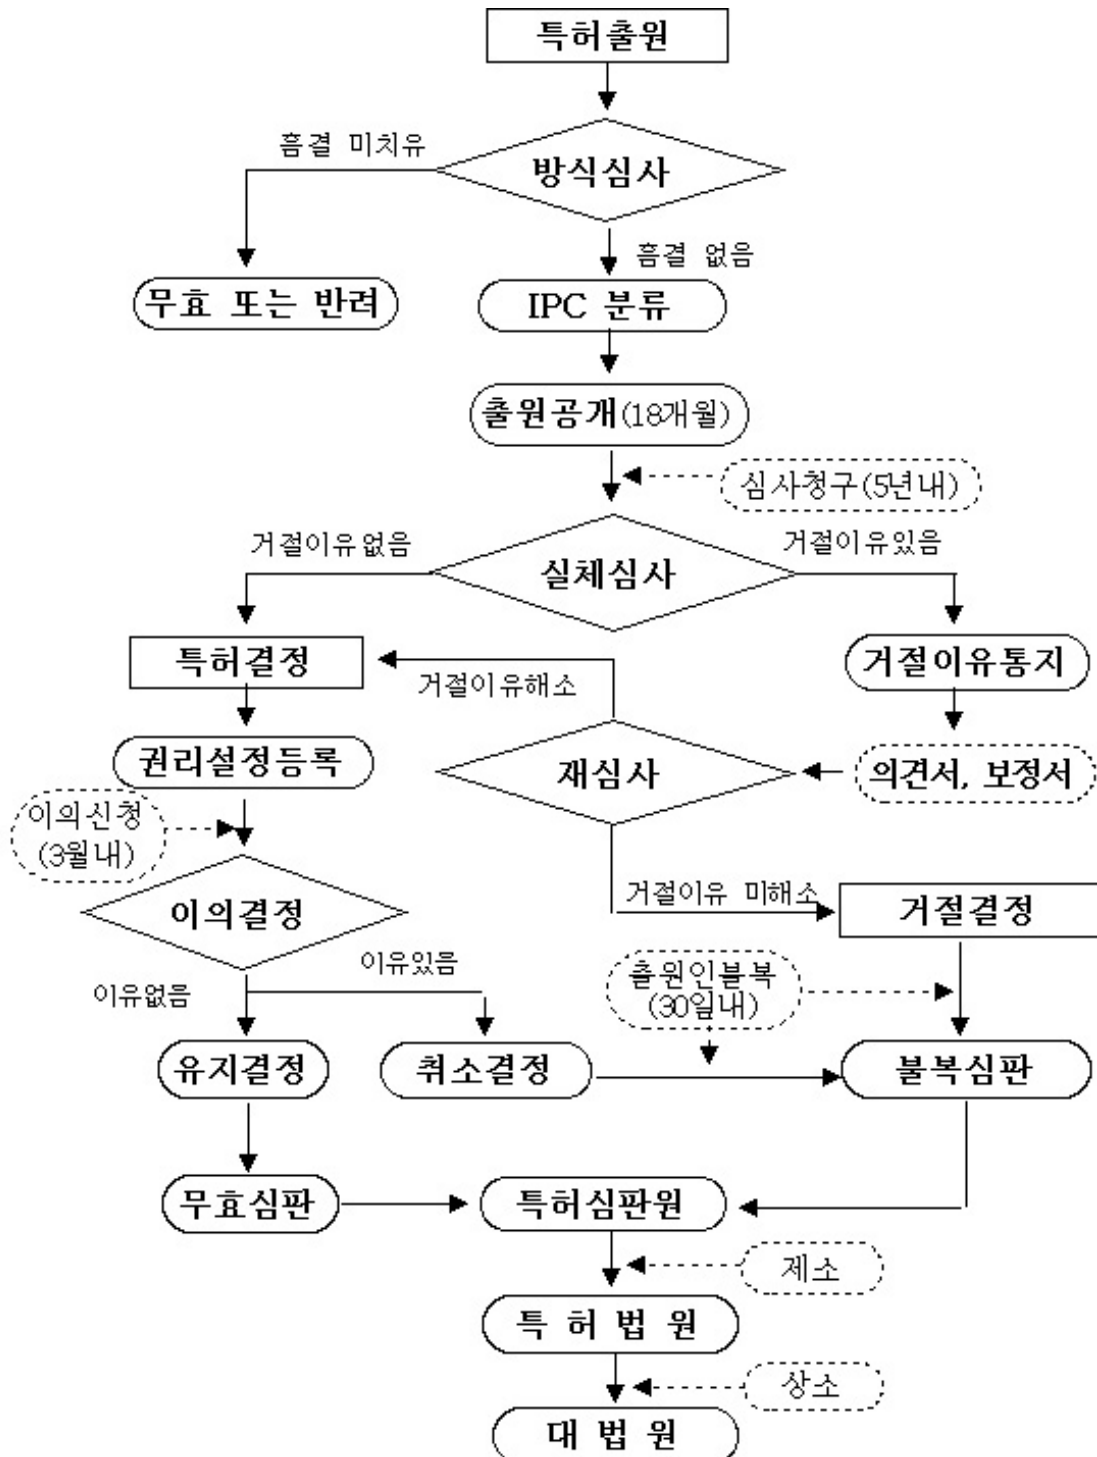 특허출원
흠결 미치유
방식심사
흠결 없음
무효 또는 반려
IPC 분류
출원공개(18개월)
심사청구(5년내)
거절이유없음
거절이유있음
실체심사
특허결정
거절이유통지
거절이유해소
권리설정등록
재심사
의견서, 보정서
이의신청
(3월내)
거절이유 미해소
이의결정
거절결정
이유있음
이유없음
출원인불복
(30일내)
유지결정
취소결정
불복심판
무효심판
특허심판원
제소
특 허 법 원
상소
대 법 원